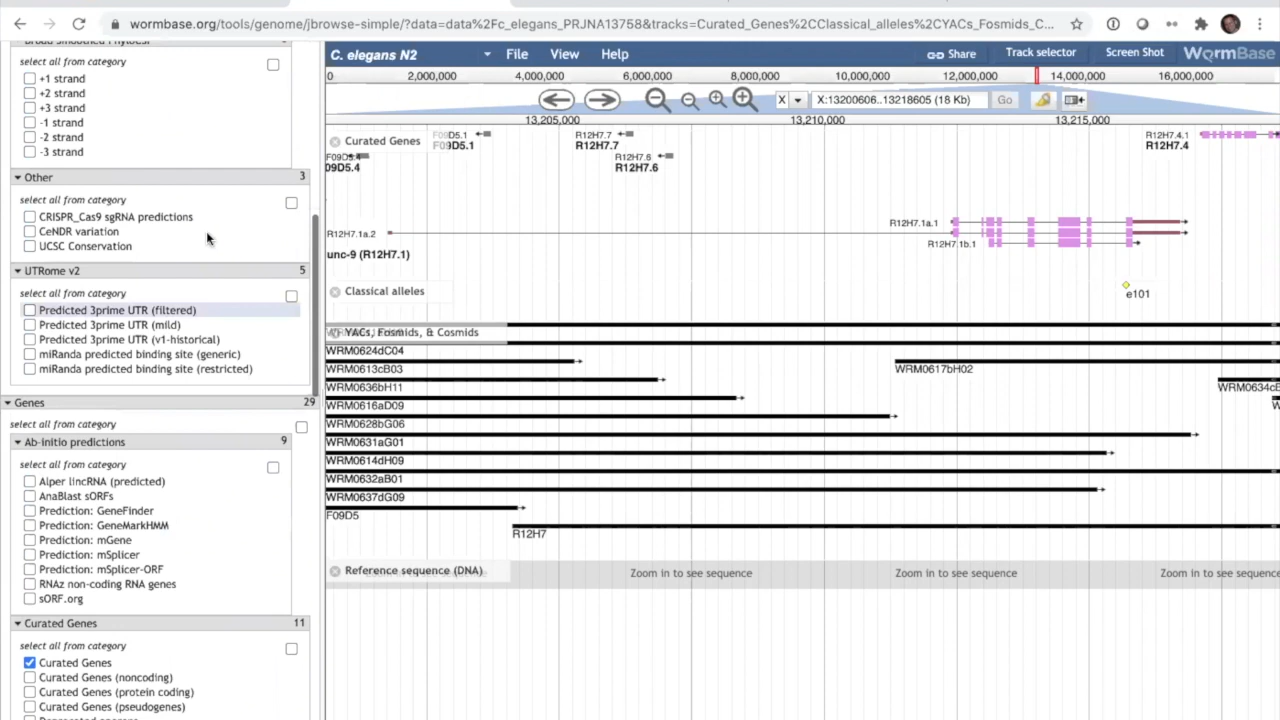 wormbase.org/tools/genome/jbrowse-simple/?data=data%2Fc_elegans_PRJNA13758&tracks=Curated_Genes%2CClassical_alleles%2CYACs_Fosmids_C...
select all from category
+1 strand
+2 strand
+3 strand
-1 strand
-2 strand
-3 strand
Other 3
select all from category
CRISPR_Cas9 sgRNA predictions
CeNDR variation
UCSC Conservation
UTRome v2 5
select all from category
Predicted 3prime UTR (filtered)
Predicted 3prime UTR (mild)
Predicted 3prime UTR (v1-historical)
miRanda predicted binding site (generic)
miRanda predicted binding site (restricted)
Genes 29
select all from category
Ab-initio predictions 9
select all from category
Alper lincRNA (predicted)
AnaBlast sORFs
Prediction: GeneFinder
Prediction: GeneMarkHMM
Prediction: mGene
Prediction: mSplicer
Prediction: mSplicer-ORF
RNAz non-coding RNA genes
sORF.org
Curated Genes 11
select all from category
Curated Genes
Curated Genes (noncoding)
Curated Genes (protein coding)
Curated Genes (pseudogenes)
C. elegans N2 File View Help Share Track selector Screen Shot WormBase
0 2,000,000 4,000,000 6,000,000 8,000,000 10,000,000 12,000,000 14,000,000 16,000,000
X X:13200606..13218605 (18 Kb) Go
13,205,000 13,210,000 13,215,000
Curated Genes F09D5.1 R12H7.7 R12H7.4.1
F09D5.1 R12H7.7 R12H7.4
F09D5.4 R12H7.6
09D5.4 R12H7.6
R12H7.1a.1
R12H7.1a.2
R12H7.1b.1
unc-9 (R12H7.1)
Classical alleles
e101
YACs, Fosmids, & Cosmids
WRM0624dC04
WRM0613cB03 WRM0617bH02
WRM0636bH11 WRM0634cE
WRM0616aD09 W
WRM0628bG06
WRM0631aG01
WRM0614dH09
WRM0632aB01
WRM0637dG09
F09D5
R12H7
Reference sequence (DNA) Zoom in to see sequence Zoom in to see sequence Zoom in to see sequence